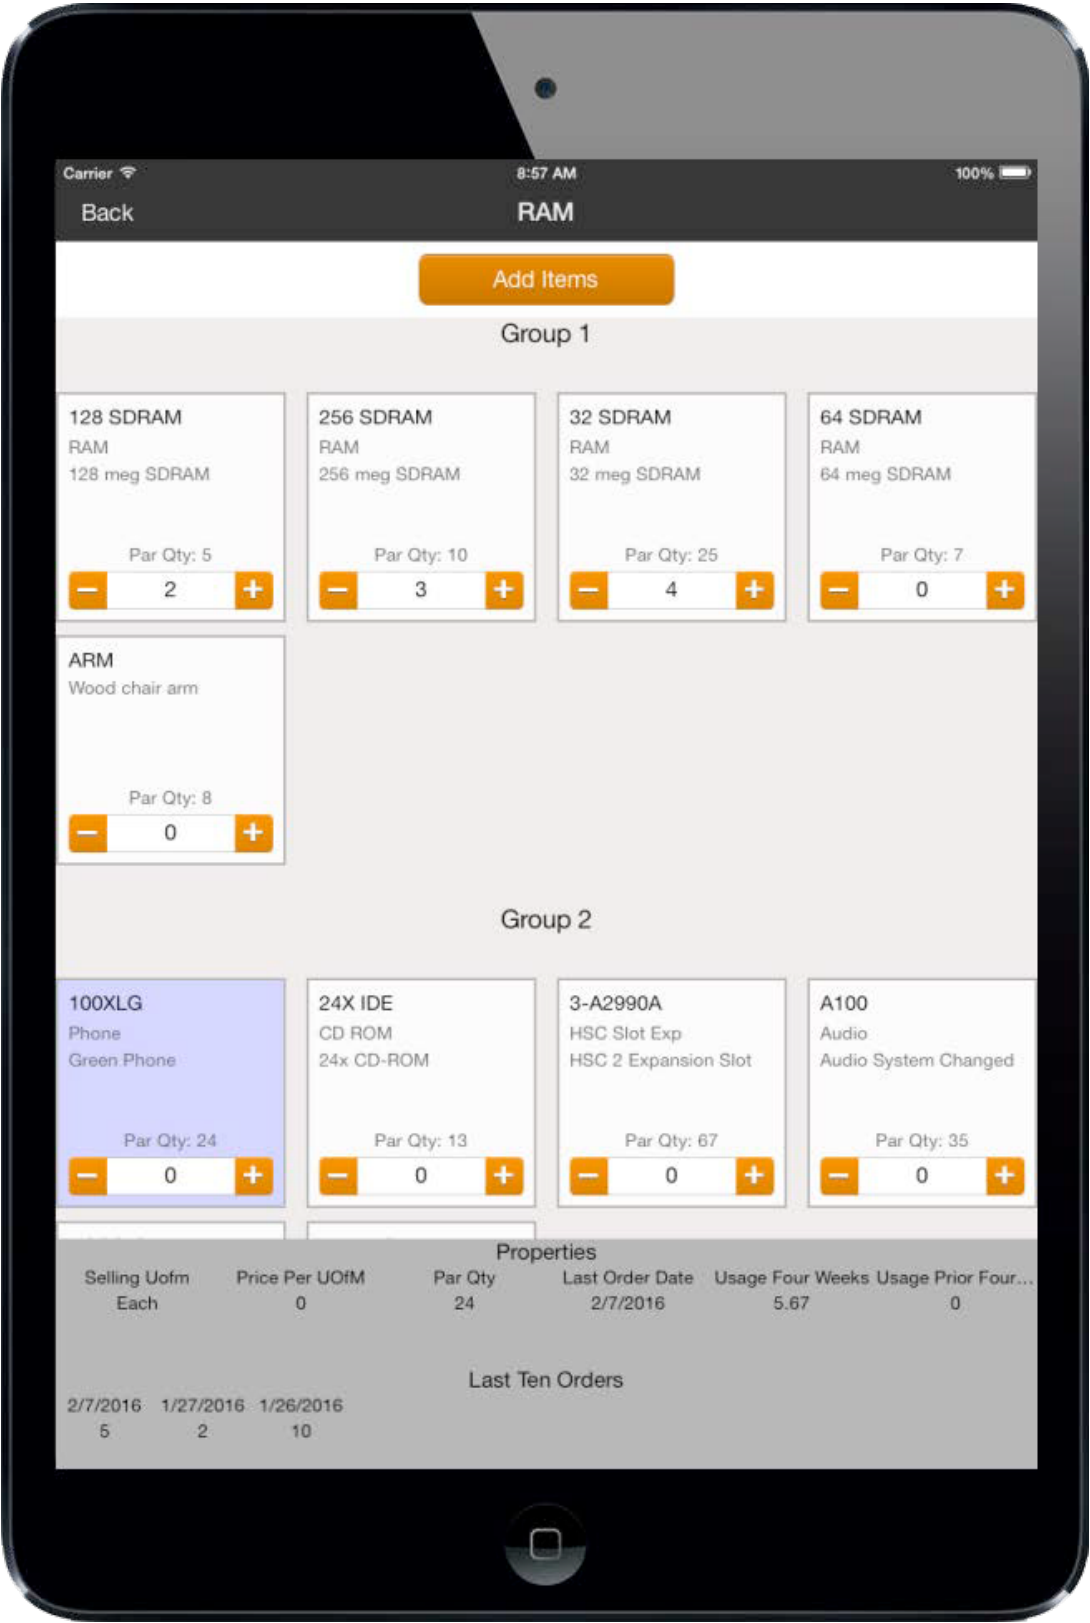 Carrier 8:57 AM 100%
Back RAM
Add Items
Group 1
128 SDRAM 256 SDRAM 32 SDRAM 64 SDRAM
RAM RAM RAM RAM
128 meg SDRAM 256 meg SDRAM 32 meg SDRAM 64 meg SDRAM
Par Qty: 5 Par Qty: 10 Par Qty: 25 Par Qty: 7
− 2 + − 3 + − 4 + − 0 +
ARM
Wood chair arm
Par Qty: 8
− 0 +
Group 2
100XLG 24X IDE 3-A2990A A100
Phone CD ROM HSC Slot Exp Audio
Green Phone 24x CD-ROM HSC 2 Expansion Slot Audio System Changed
Par Qty: 24 Par Qty: 13 Par Qty: 67 Par Qty: 35
− 0 + − 0 + − 0 + − 0 +
Properties
Selling Uofm Price Per UOfM Par Qty Last Order Date Usage Four Weeks Usage Prior Four...
Each 0 24 2/7/2016 5.67 0
Last Ten Orders
2/7/2016 1/27/2016 1/26/2016
5 2 10